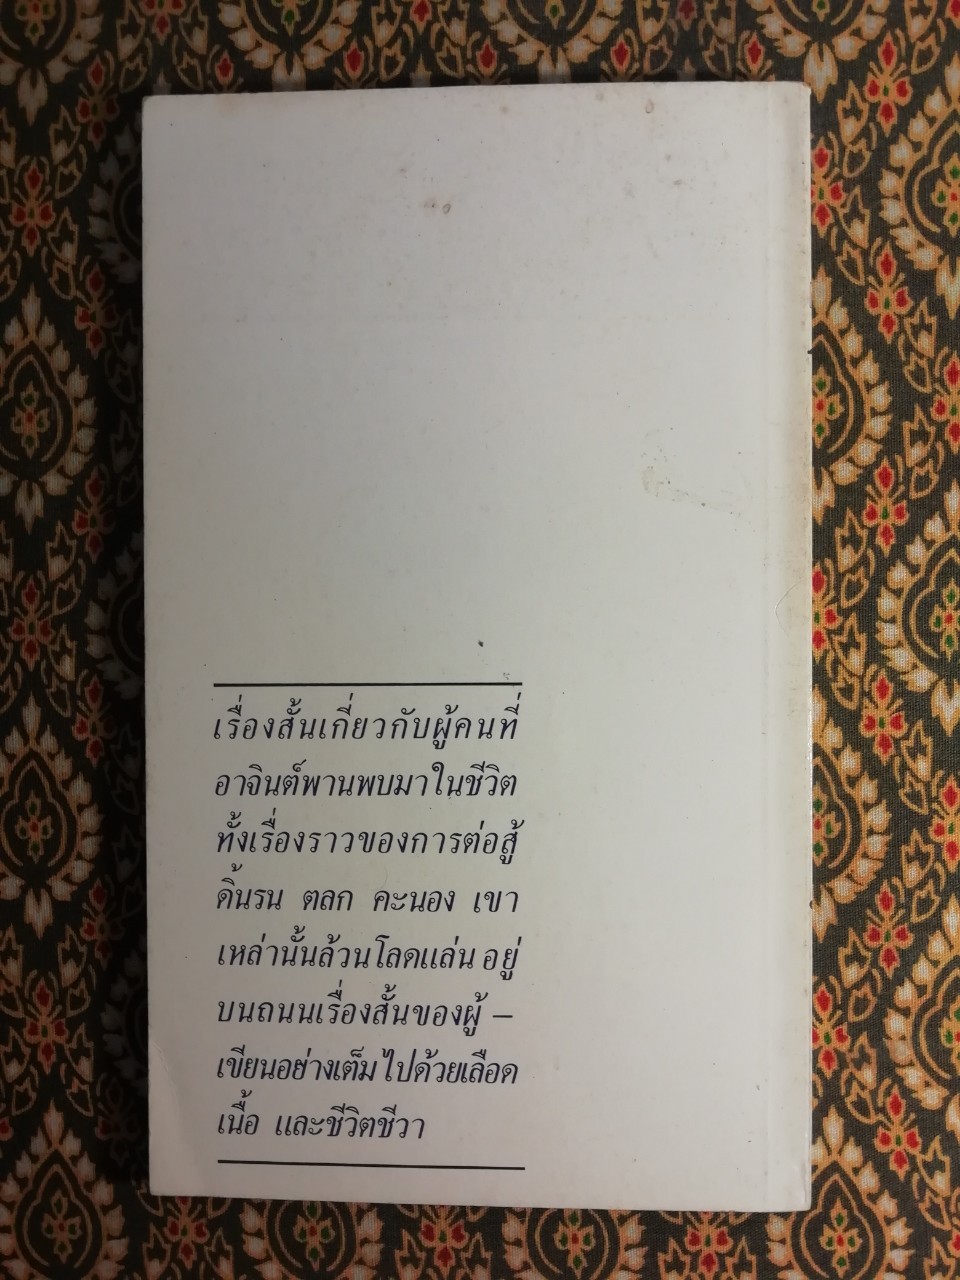 เรื่องสั้นเกี่ยวกับผู้คนที่
อาจินต์พานพบมาในชีวิต
ทั้งเรื่องราวของการต่อสู้
ดิ้นรน ตลก คะนอง เขา
เหล่านั้นล้วนโลดแล่น อยู่
บนถนนเรื่องสั้นของผู้ –
เขียนอย่างเต็มไปด้วยเลือด
เนื้อ และชีวิตชีวา